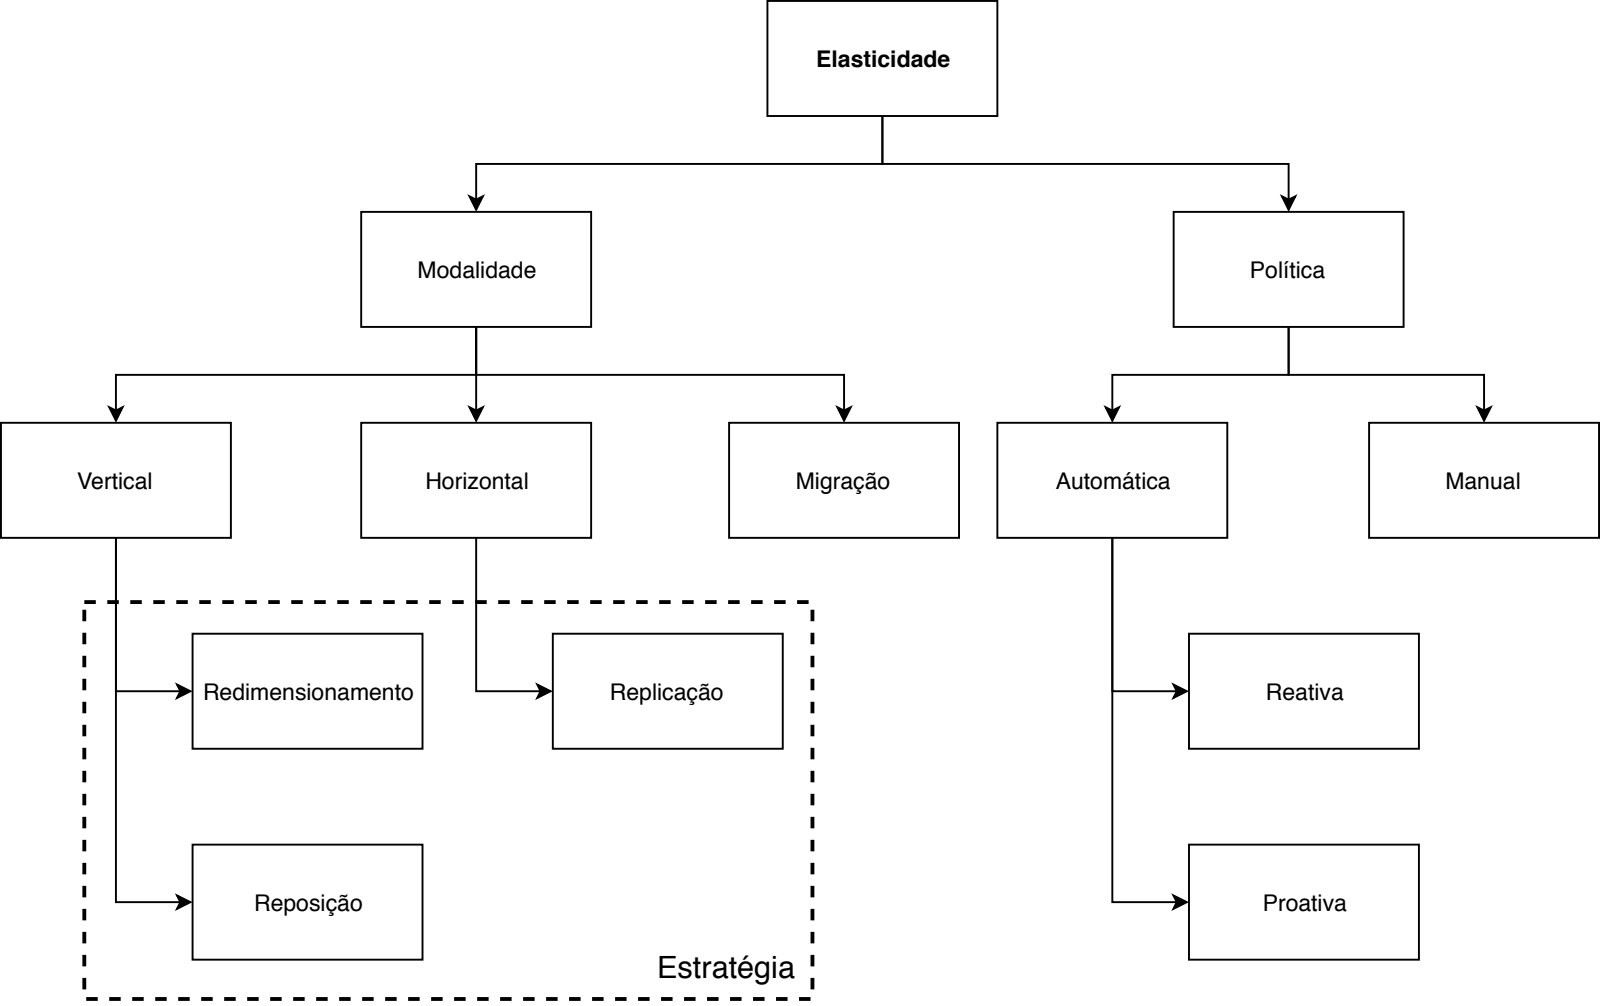 Elasticidade
Modalidade
Política
Vertical
Horizontal
Migração
Automática
Manual
Redimensionamento
Replicação
Reativa
Reposição
Proativa
Estratégia